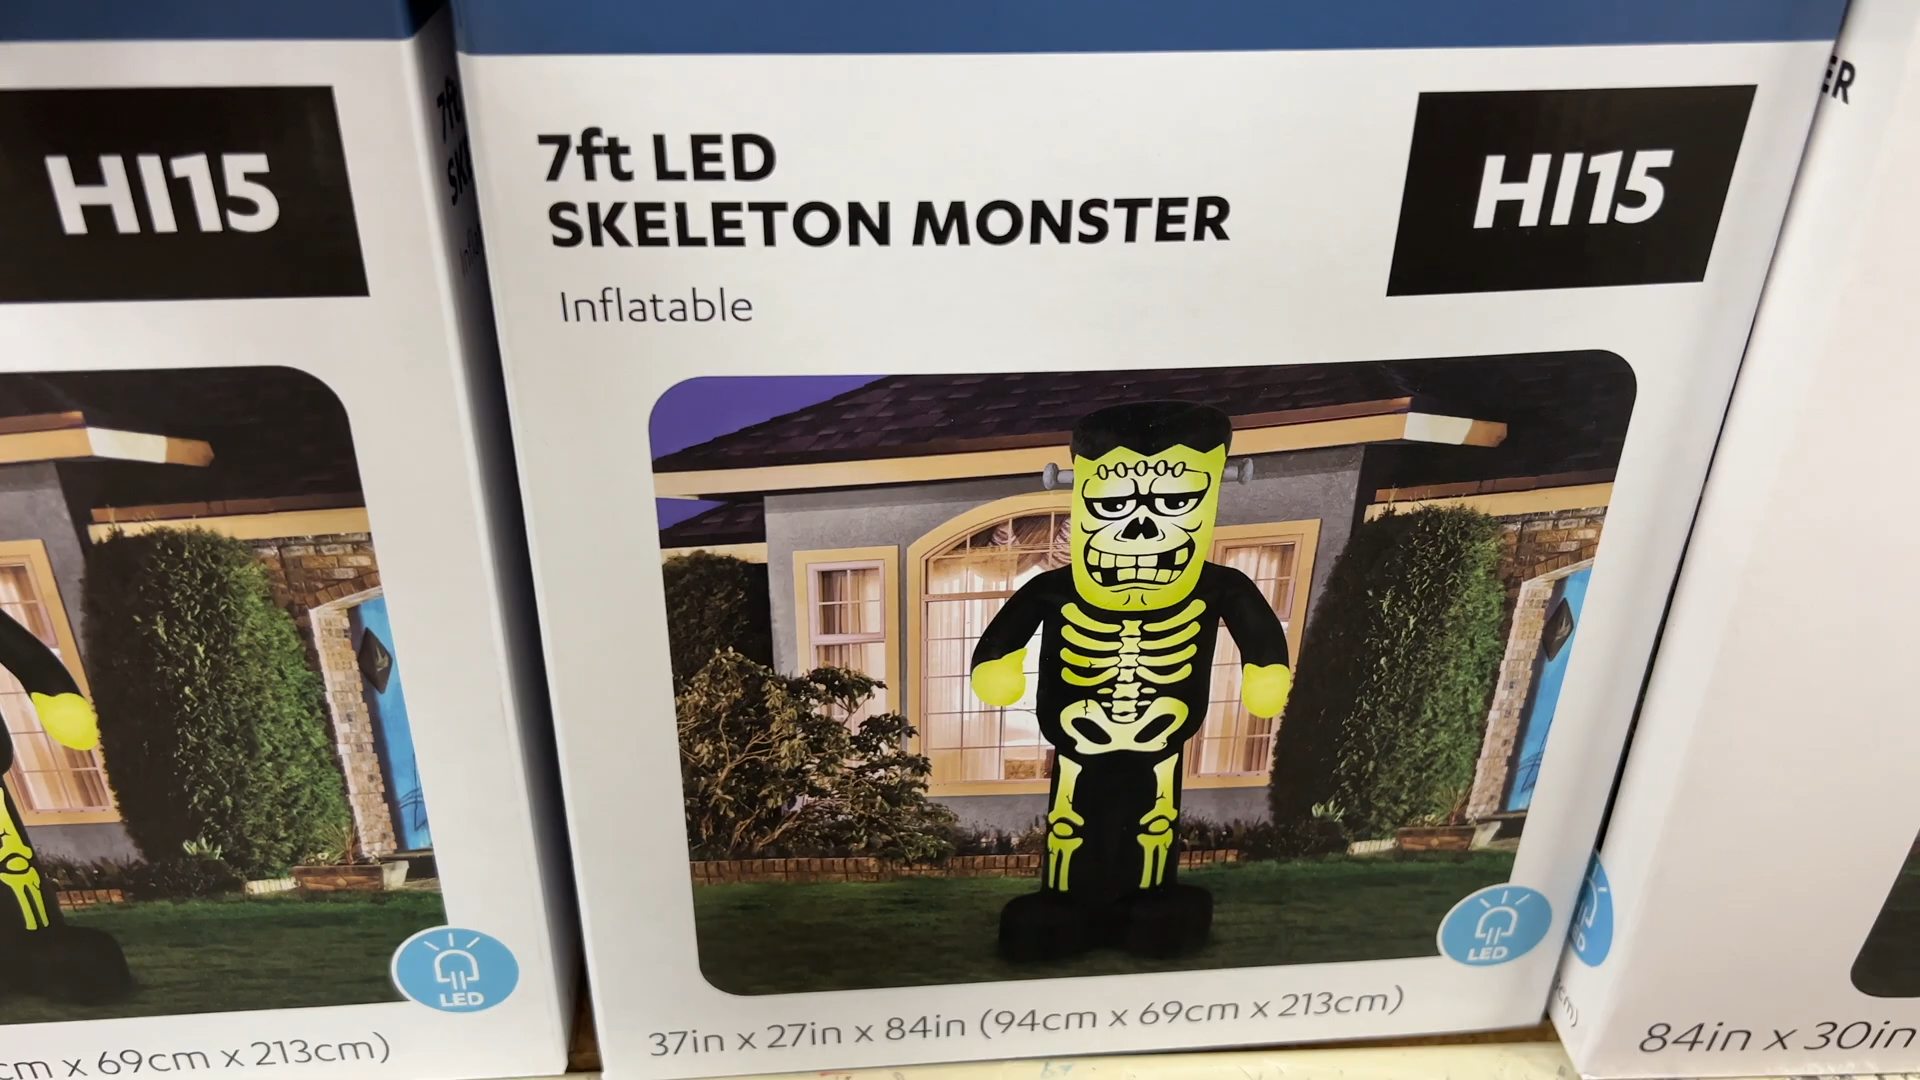 HI15
7ft LED
SKELETON MONSTER
Inflatable
HI15
LED
LED
cm x 69cm x 213cm)
37in x 27in x 84in (94cm x 69cm x 213cm)
84in x 30in